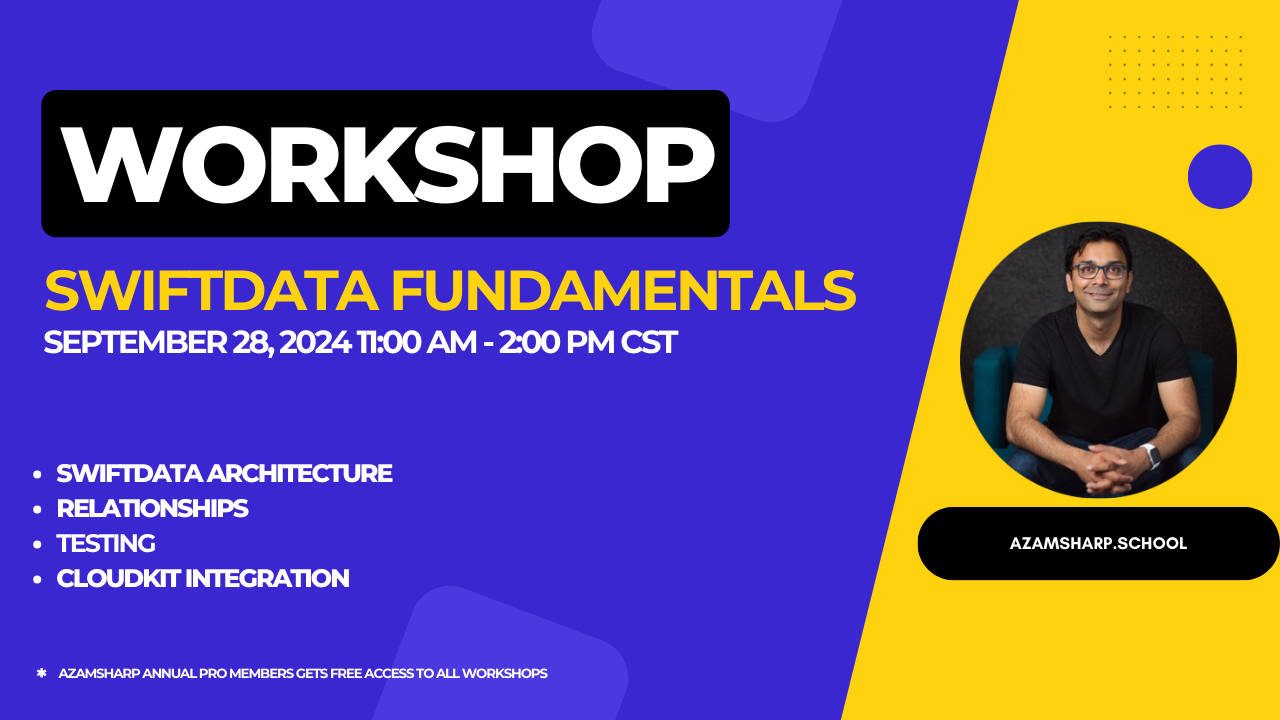 WORKSHOP
SWIFTDATA FUNDAMENTALS
SEPTEMBER 28, 2024 11:00 AM - 2:00 PM CST
• SWIFTDATA ARCHITECTURE
• RELATIONSHIPS
• TESTING
• CLOUDKIT INTEGRATION
✱ AZAMSHARP ANNUAL PRO MEMBERS GETS FREE ACCESS TO ALL WORKSHOPS
AZAMSHARP.SCHOOL